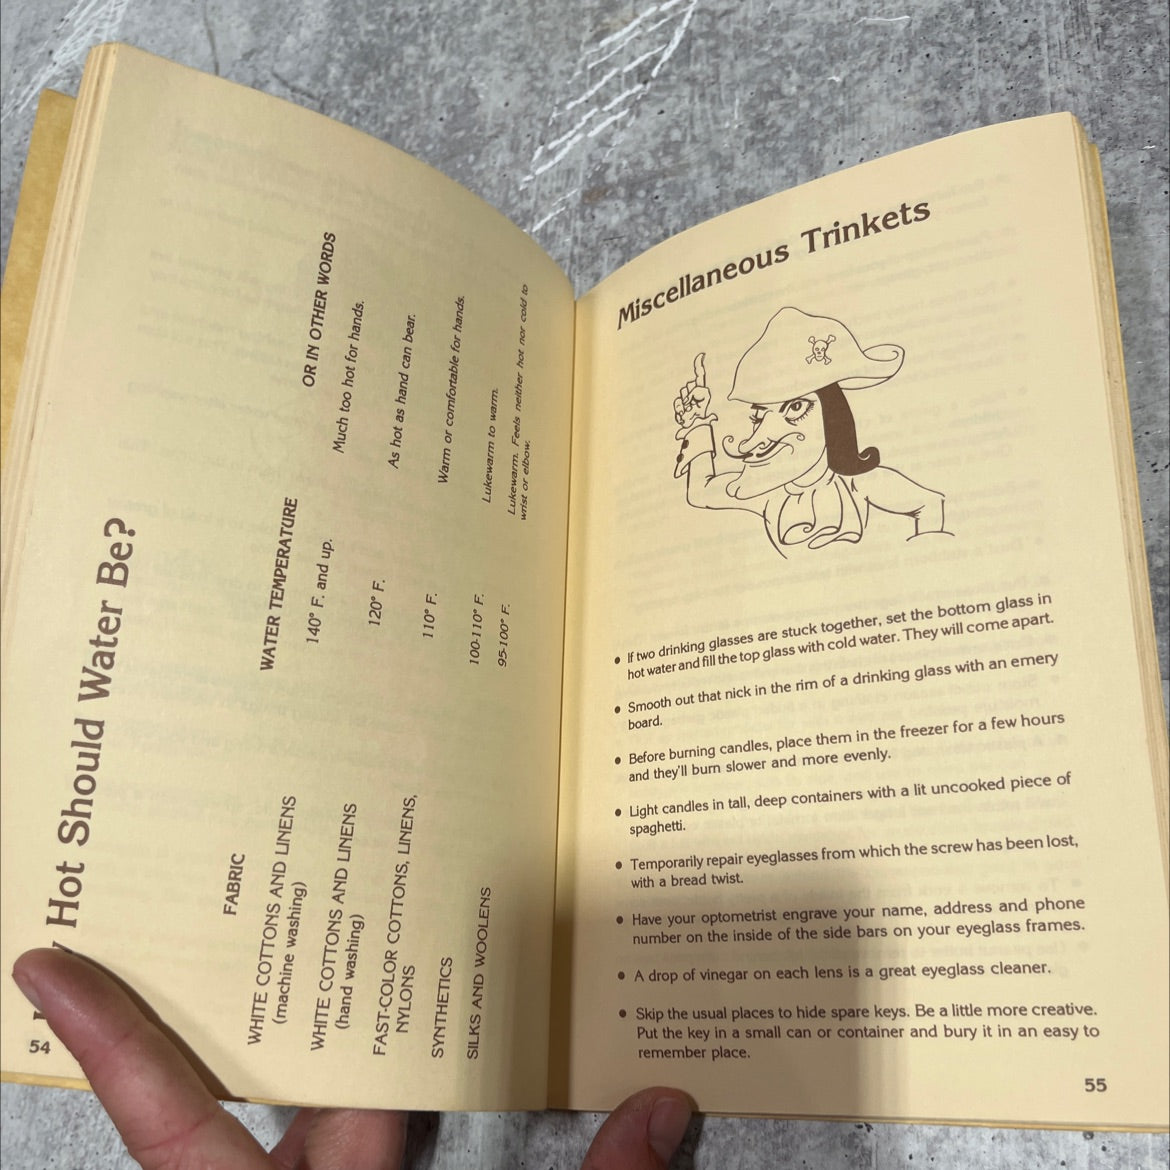 Hot Should Water Be?
FABRIC WATER TEMPERATURE OR IN OTHER WORDS
WHITE COTTONS AND LINENS 140° F. and up. Much too hot for hands.
(machine washing)
WHITE COTTONS AND LINENS 120° F. As hot as hand can bear.
(hand washing)
FAST-COLOR COTTONS, LINENS, 110° F. Warm or comfortable for hands.
NYLONS
SYNTHETICS 100-110° F. Lukewarm to warm.
SILKS AND WOOLENS 95-100° F. Lukewarm. Feels neither hot nor cold to
wrist or elbow.
54
Miscellaneous Trinkets
• If two drinking glasses are stuck together, set the bottom glass in
hot water and fill the top glass with cold water. They will come apart.
• Smooth out that nick in the rim of a drinking glass with an emery
board.
• Before burning candles, place them in the freezer for a few hours
and they'll burn slower and more evenly.
• Light candles in tall, deep containers with a lit uncooked piece of
spaghetti.
• Temporarily repair eyeglasses from which the screw has been lost,
with a bread twist.
• Have your optometrist engrave your name, address and phone
number on the inside of the side bars on your eyeglass frames.
• A drop of vinegar on each lens is a great eyeglass cleaner.
• Skip the usual places to hide spare keys. Be a little more creative.
Put the key in a small can or container and bury it in an easy to
remember place.
55